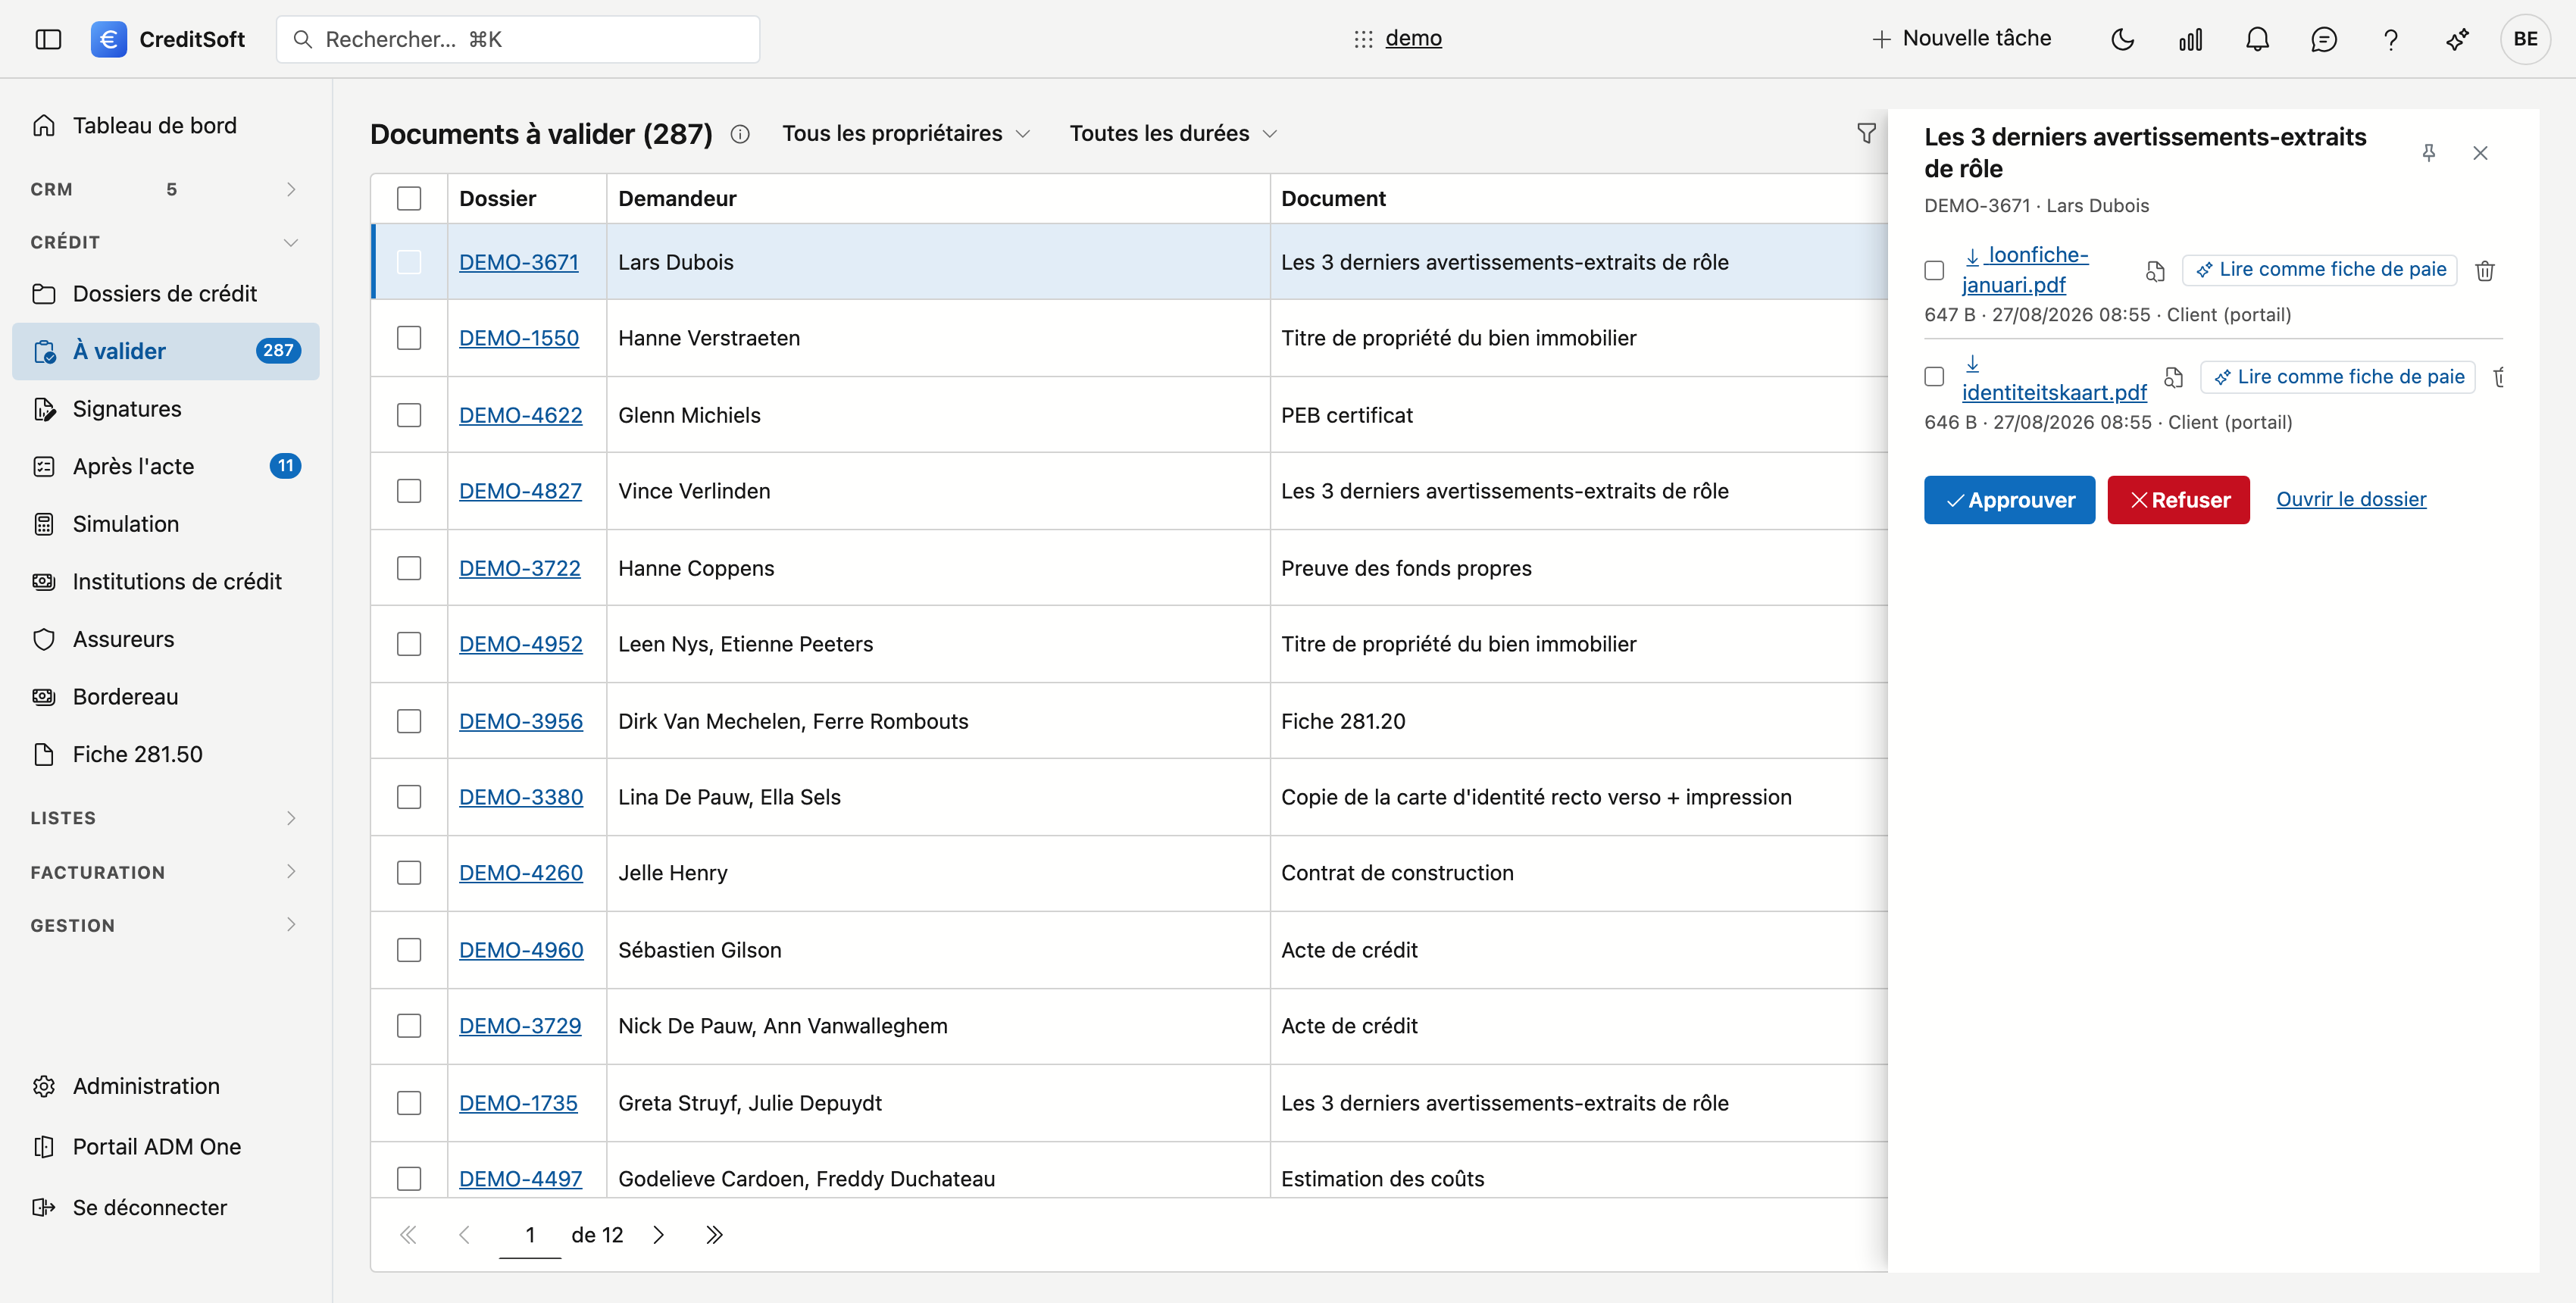 € CreditSoft
Rechercher... ⌘K
demo
Nouvelle tâche
BE
Tableau de bord
CRM 5
CRÉDIT
Dossiers de crédit
À valider 287
Signatures
Après l'acte 11
Simulation
Institutions de crédit
Assureurs
Bordereau
Fiche 281.50
LISTES
FACTURATION
GESTION
Administration
Portail ADM One
Se déconnecter
Documents à valider (287) Tous les propriétaires Toutes les durées
Dossier Demandeur Document
DEMO-3671 Lars Dubois Les 3 derniers avertissements-extraits de rôle
DEMO-1550 Hanne Verstraeten Titre de propriété du bien immobilier
DEMO-4622 Glenn Michiels PEB certificat
DEMO-4827 Vince Verlinden Les 3 derniers avertissements-extraits de rôle
DEMO-3722 Hanne Coppens Preuve des fonds propres
DEMO-4952 Leen Nys, Etienne Peeters Titre de propriété du bien immobilier
DEMO-3956 Dirk Van Mechelen, Ferre Rombouts Fiche 281.20
DEMO-3380 Lina De Pauw, Ella Sels Copie de la carte d'identité recto verso + impression
DEMO-4260 Jelle Henry Contrat de construction
DEMO-4960 Sébastien Gilson Acte de crédit
DEMO-3729 Nick De Pauw, Ann Vanwalleghem Acte de crédit
DEMO-1735 Greta Struyf, Julie Depuydt Les 3 derniers avertissements-extraits de rôle
DEMO-4497 Godelieve Cardoen, Freddy Duchateau Estimation des coûts
1 de 12
Les 3 derniers avertissements-extraits
de rôle
DEMO-3671 · Lars Dubois
loonfiche-
januari.pdf
Lire comme fiche de paie
647 B · 27/08/2026 08:55 · Client (portail)
identiteitskaart.pdf
Lire comme fiche de paie
646 B · 27/08/2026 08:55 · Client (portail)
Approuver Refuser Ouvrir le dossier